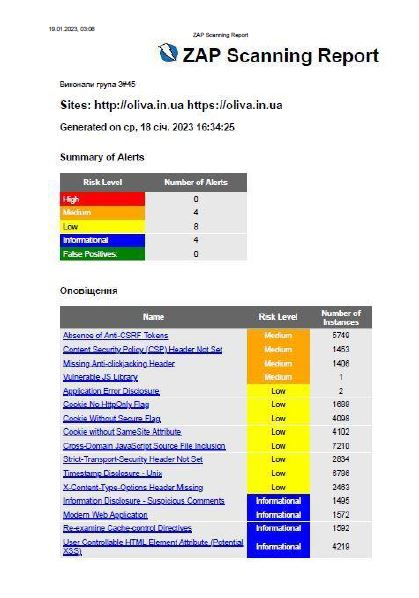 19.01.2023, 03:06
ZAP Scanning Report
ZAP Scanning Report
Виконали група 3#45
Sites: http://oliva.in.ua https://oliva.in.ua
Generated on ср, 18 січ. 2023 16:34:25
Summary of Alerts
Risk Level Number of Alerts
High 0
Medium 4
Low 8
Informational 4
False Positives: 0
Оповіщення
Name Risk Level Number of Instances
Absence of Anti-CSRF Tokens Medium 5749
Content Security Policy (CSP) Header Not Set Medium 1453
Missing Anti-clickjacking Header Medium 1406
Vulnerable JS Library Medium 1
Application Error Disclosure Low 2
Cookie No HttpOnly Flag Low 1699
Cookie Without Secure Flag Low 4098
Cookie without SameSite Attribute Low 4102
Cross-Domain JavaScript Source File Inclusion Low 7210
Strict-Transport-Security Header Not Set Low 2834
Timestamp Disclosure - Unix Low 6798
X-Content-Type-Options Header Missing Low 2463
Information Disclosure - Suspicious Comments Informational 1495
Modern Web Application Informational 1572
Re-examine Cache-control Directives Informational 1592
User Controllable HTML Element Attribute (Potential
XSS) Informational 4219